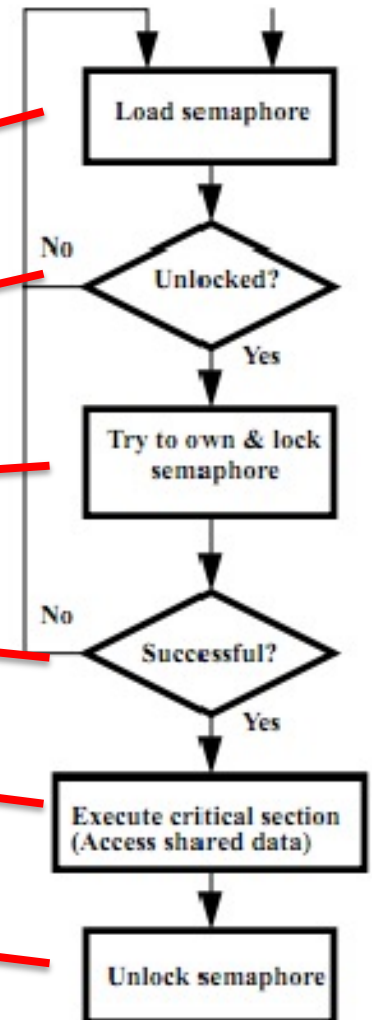 Load semaphore
No
Unlocked?
Yes
Try to own & lock
semaphore
No
Successful?
Yes
Execute critical section
(Access shared data)
Unlock semaphore